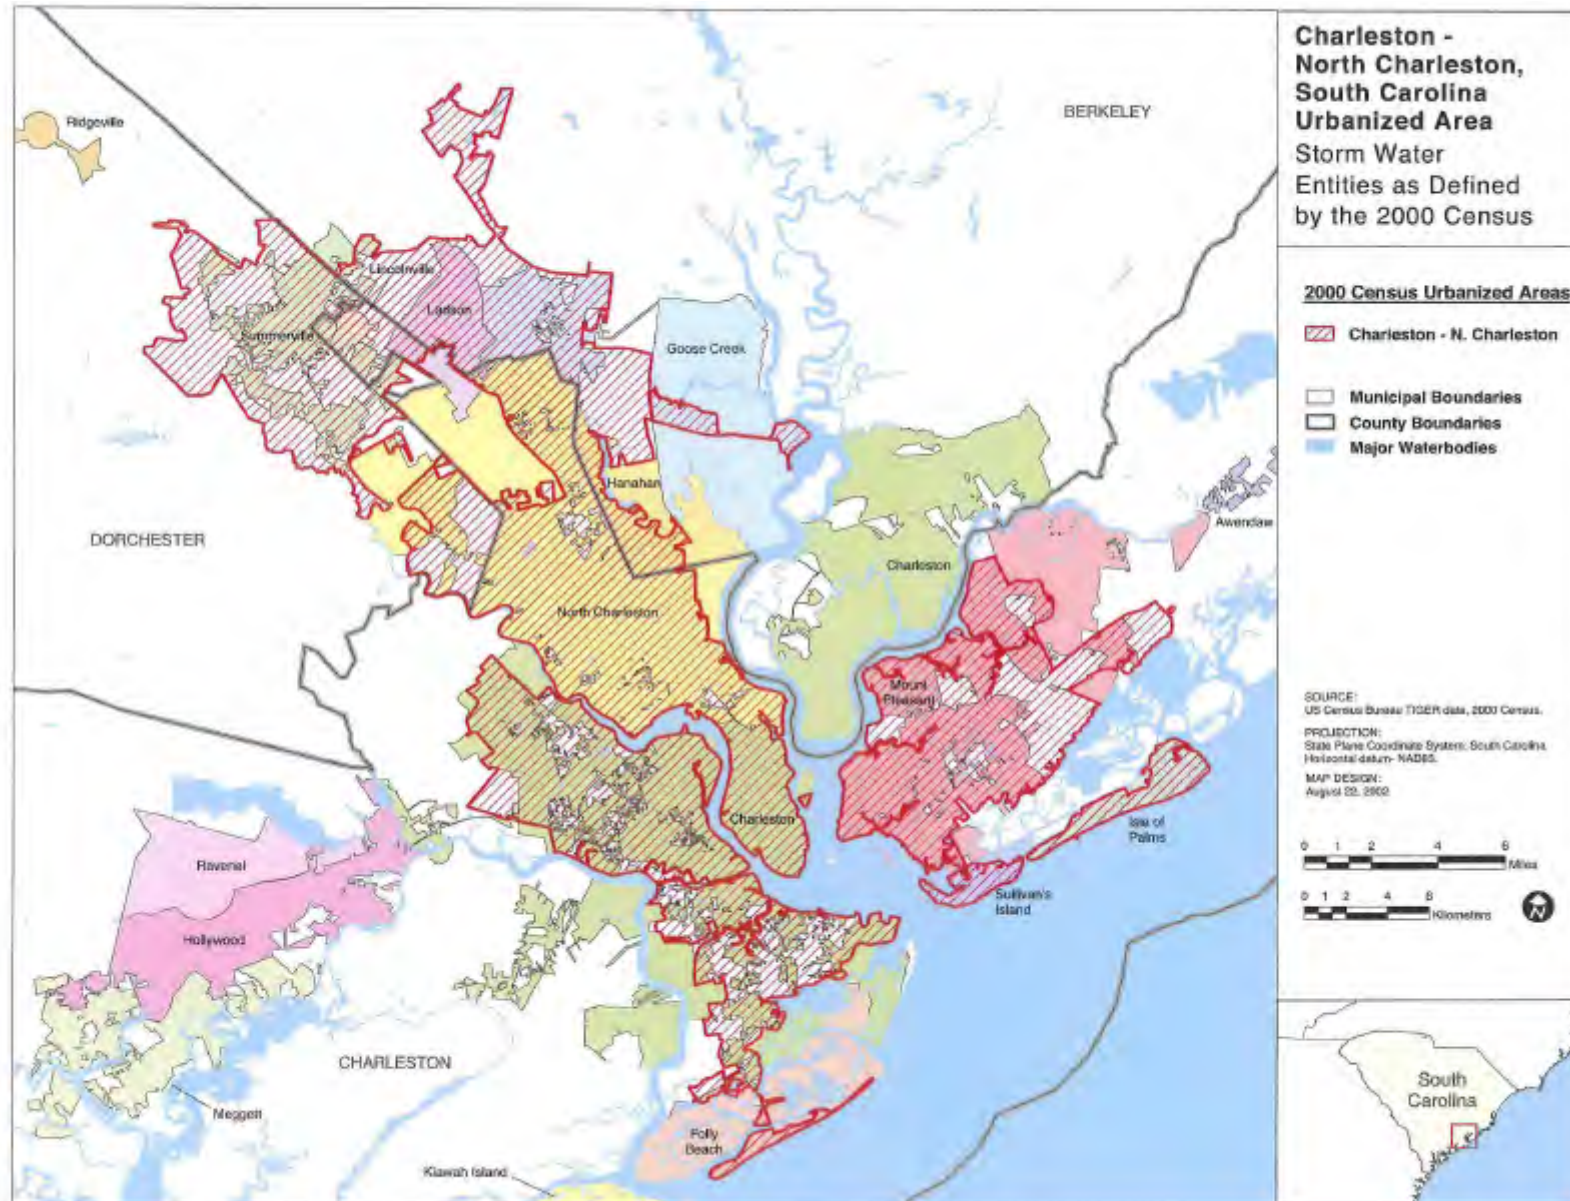 Charleston -
North Charleston,
South Carolina
Urbanized Area
Storm Water
Entities as Defined
by the 2000 Census
2000 Census Urbanized Areas
Charleston - N. Charleston
Municipal Boundaries
County Boundaries
Major Waterbodies
SOURCE:
US Census Bureau TIGER data, 2000 Census.
PROJECTION:
State Plane Coordinate System: South Carolina
Horizontal datum- NAD83.
MAP DESIGN:
August 22, 2002
0 1 2 4 6
Miles
0 1 2 4 6
Kilometers
N
South
Carolina
Ridgeville
BERKELEY
Lincolnville
Ladson
Summerville
Goose Creek
Hanahan
Awendaw
DORCHESTER
Charleston
North Charleston
Mount
Pleasant
Charleston
Isle of
Palms
Ravenel
Sullivan's
Island
Hollywood
CHARLESTON
Meggett
Folly
Beach
Kiawah Island